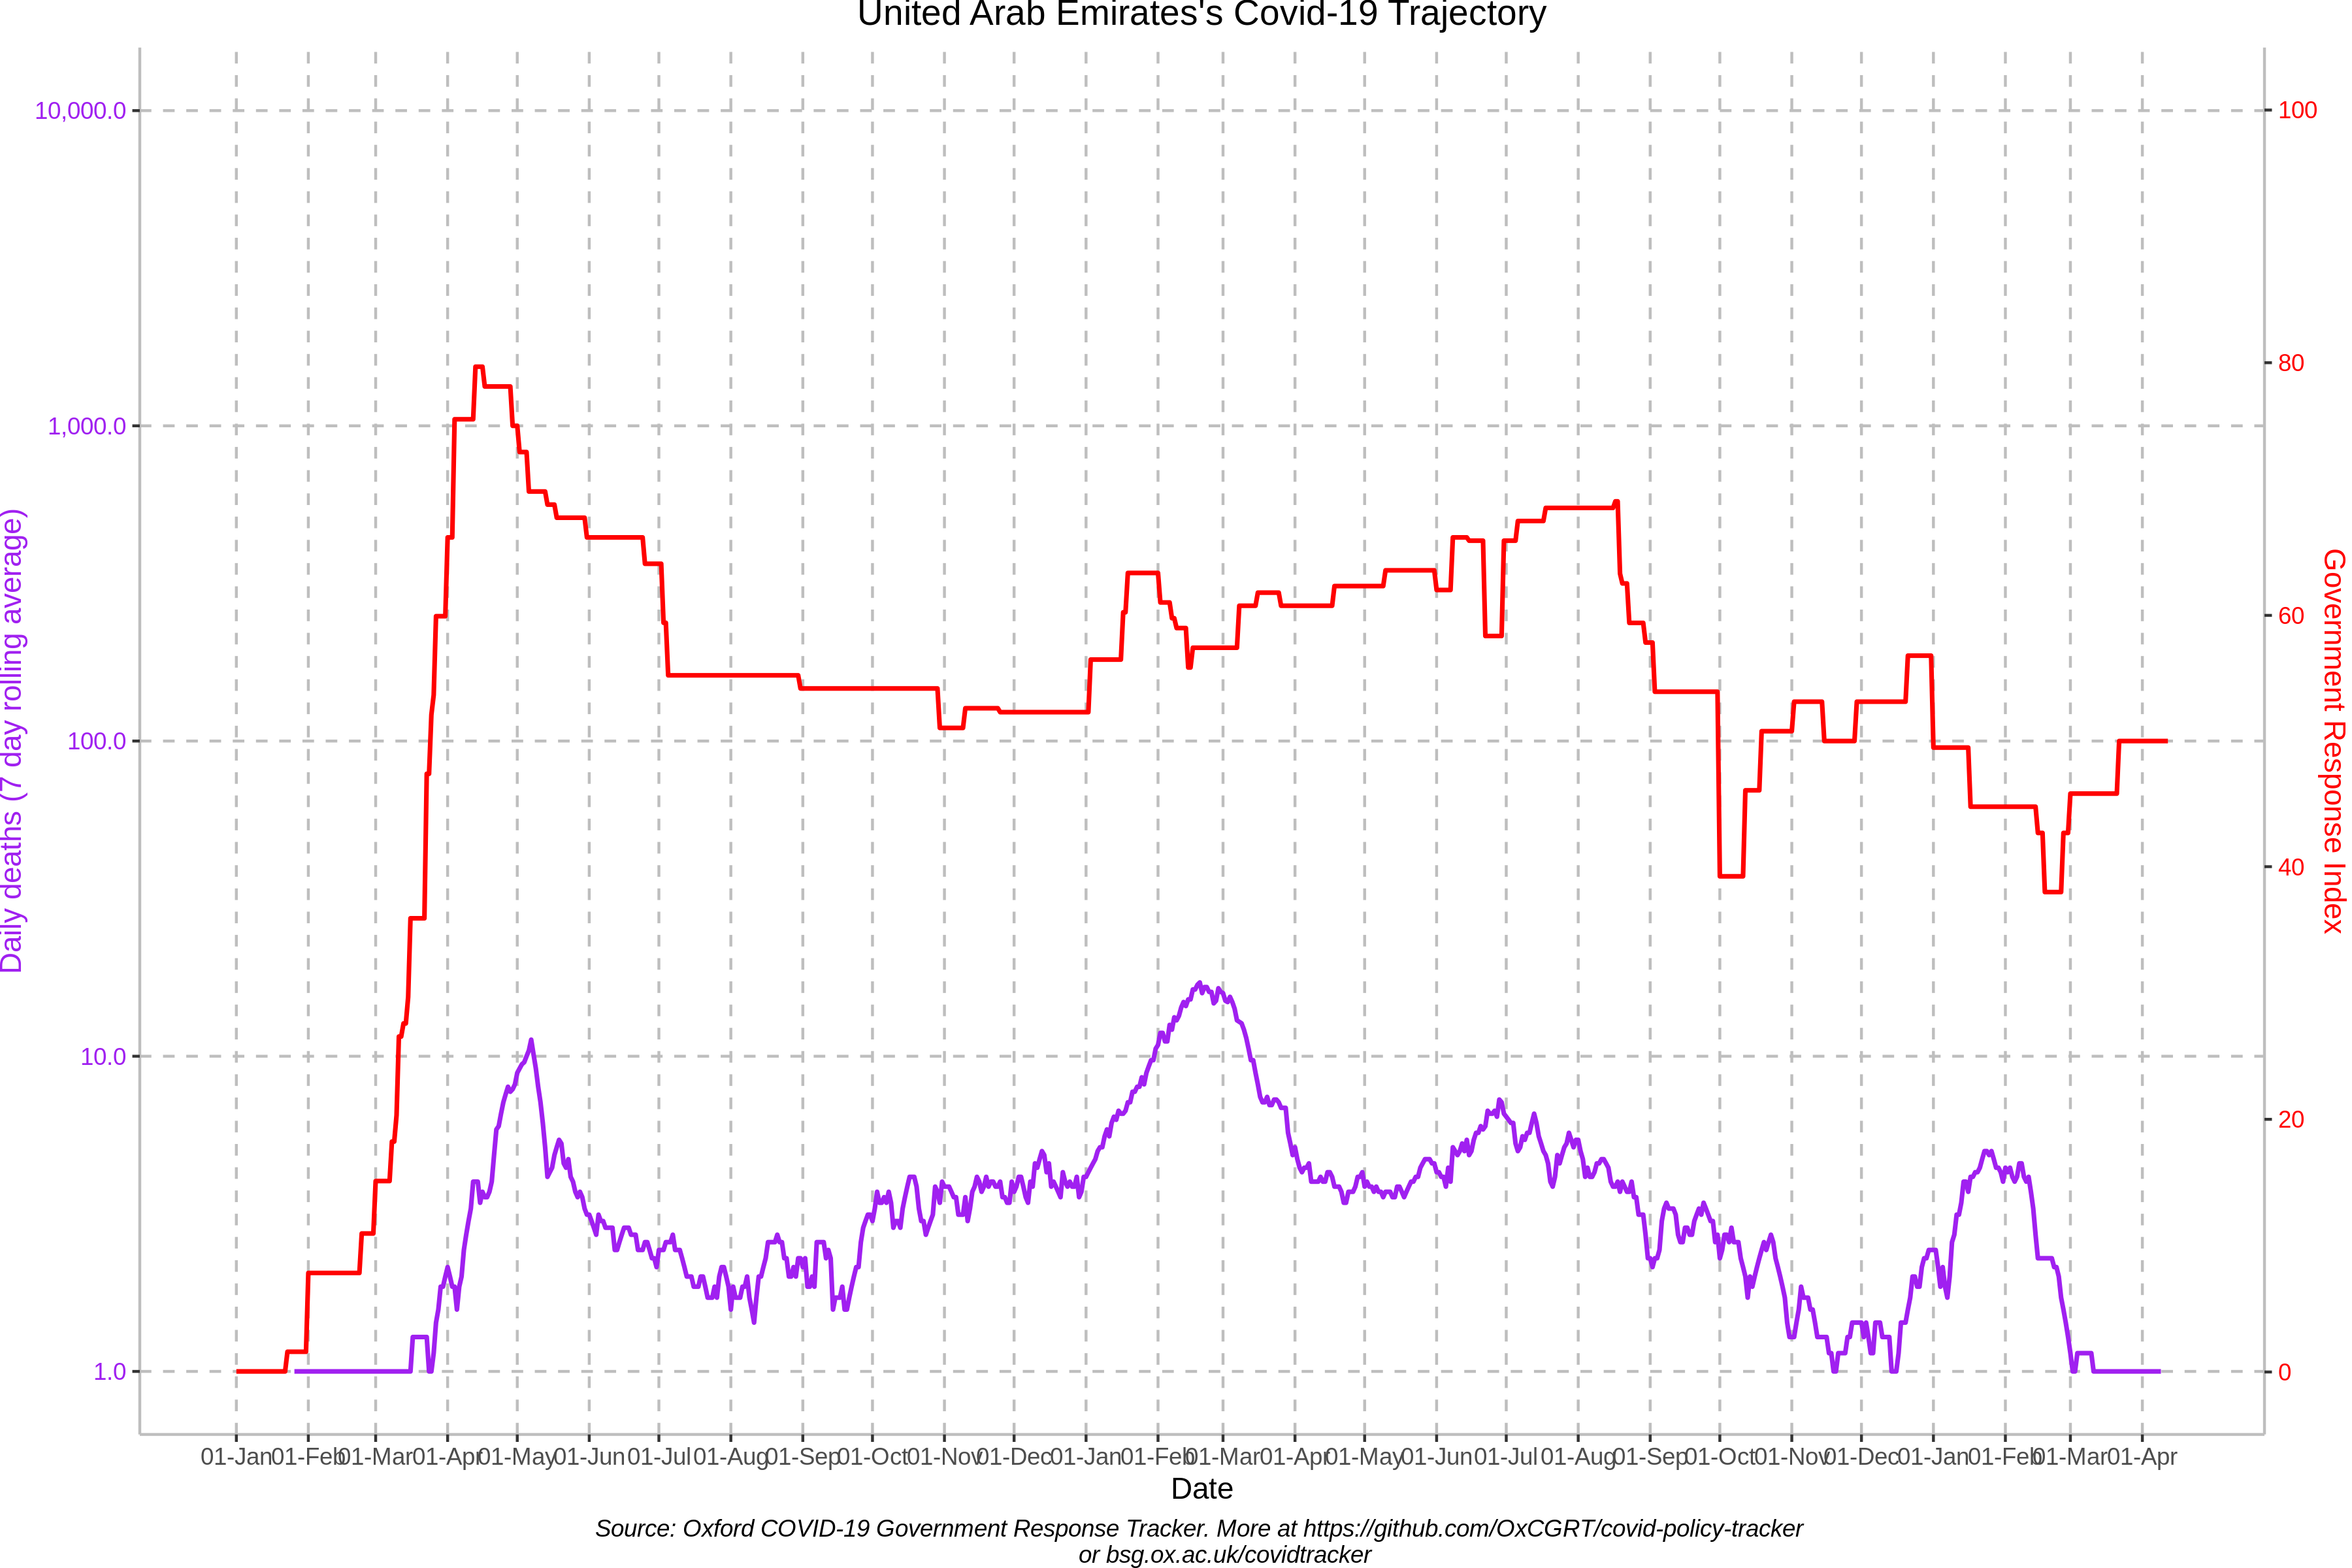 United Arab Emirates's Covid-19 Trajectory
10,000.0
1,000.0
100.0
10.0
1.0
Daily deaths (7 day rolling average)
100
80
60
40
20
0
Government Response Index
01-Jan 01-Feb 01-Mar 01-Apr 01-May 01-Jun 01-Jul 01-Aug 01-Sep 01-Oct 01-Nov 01-Dec 01-Jan 01-Feb 01-Mar 01-Apr 01-May 01-Jun 01-Jul 01-Aug 01-Sep 01-Oct 01-Nov 01-Dec 01-Jan 01-Feb 01-Mar 01-Apr
Date
Source: Oxford COVID-19 Government Response Tracker. More at https://github.com/OxCGRT/covid-policy-tracker
or bsg.ox.ac.uk/covidtracker